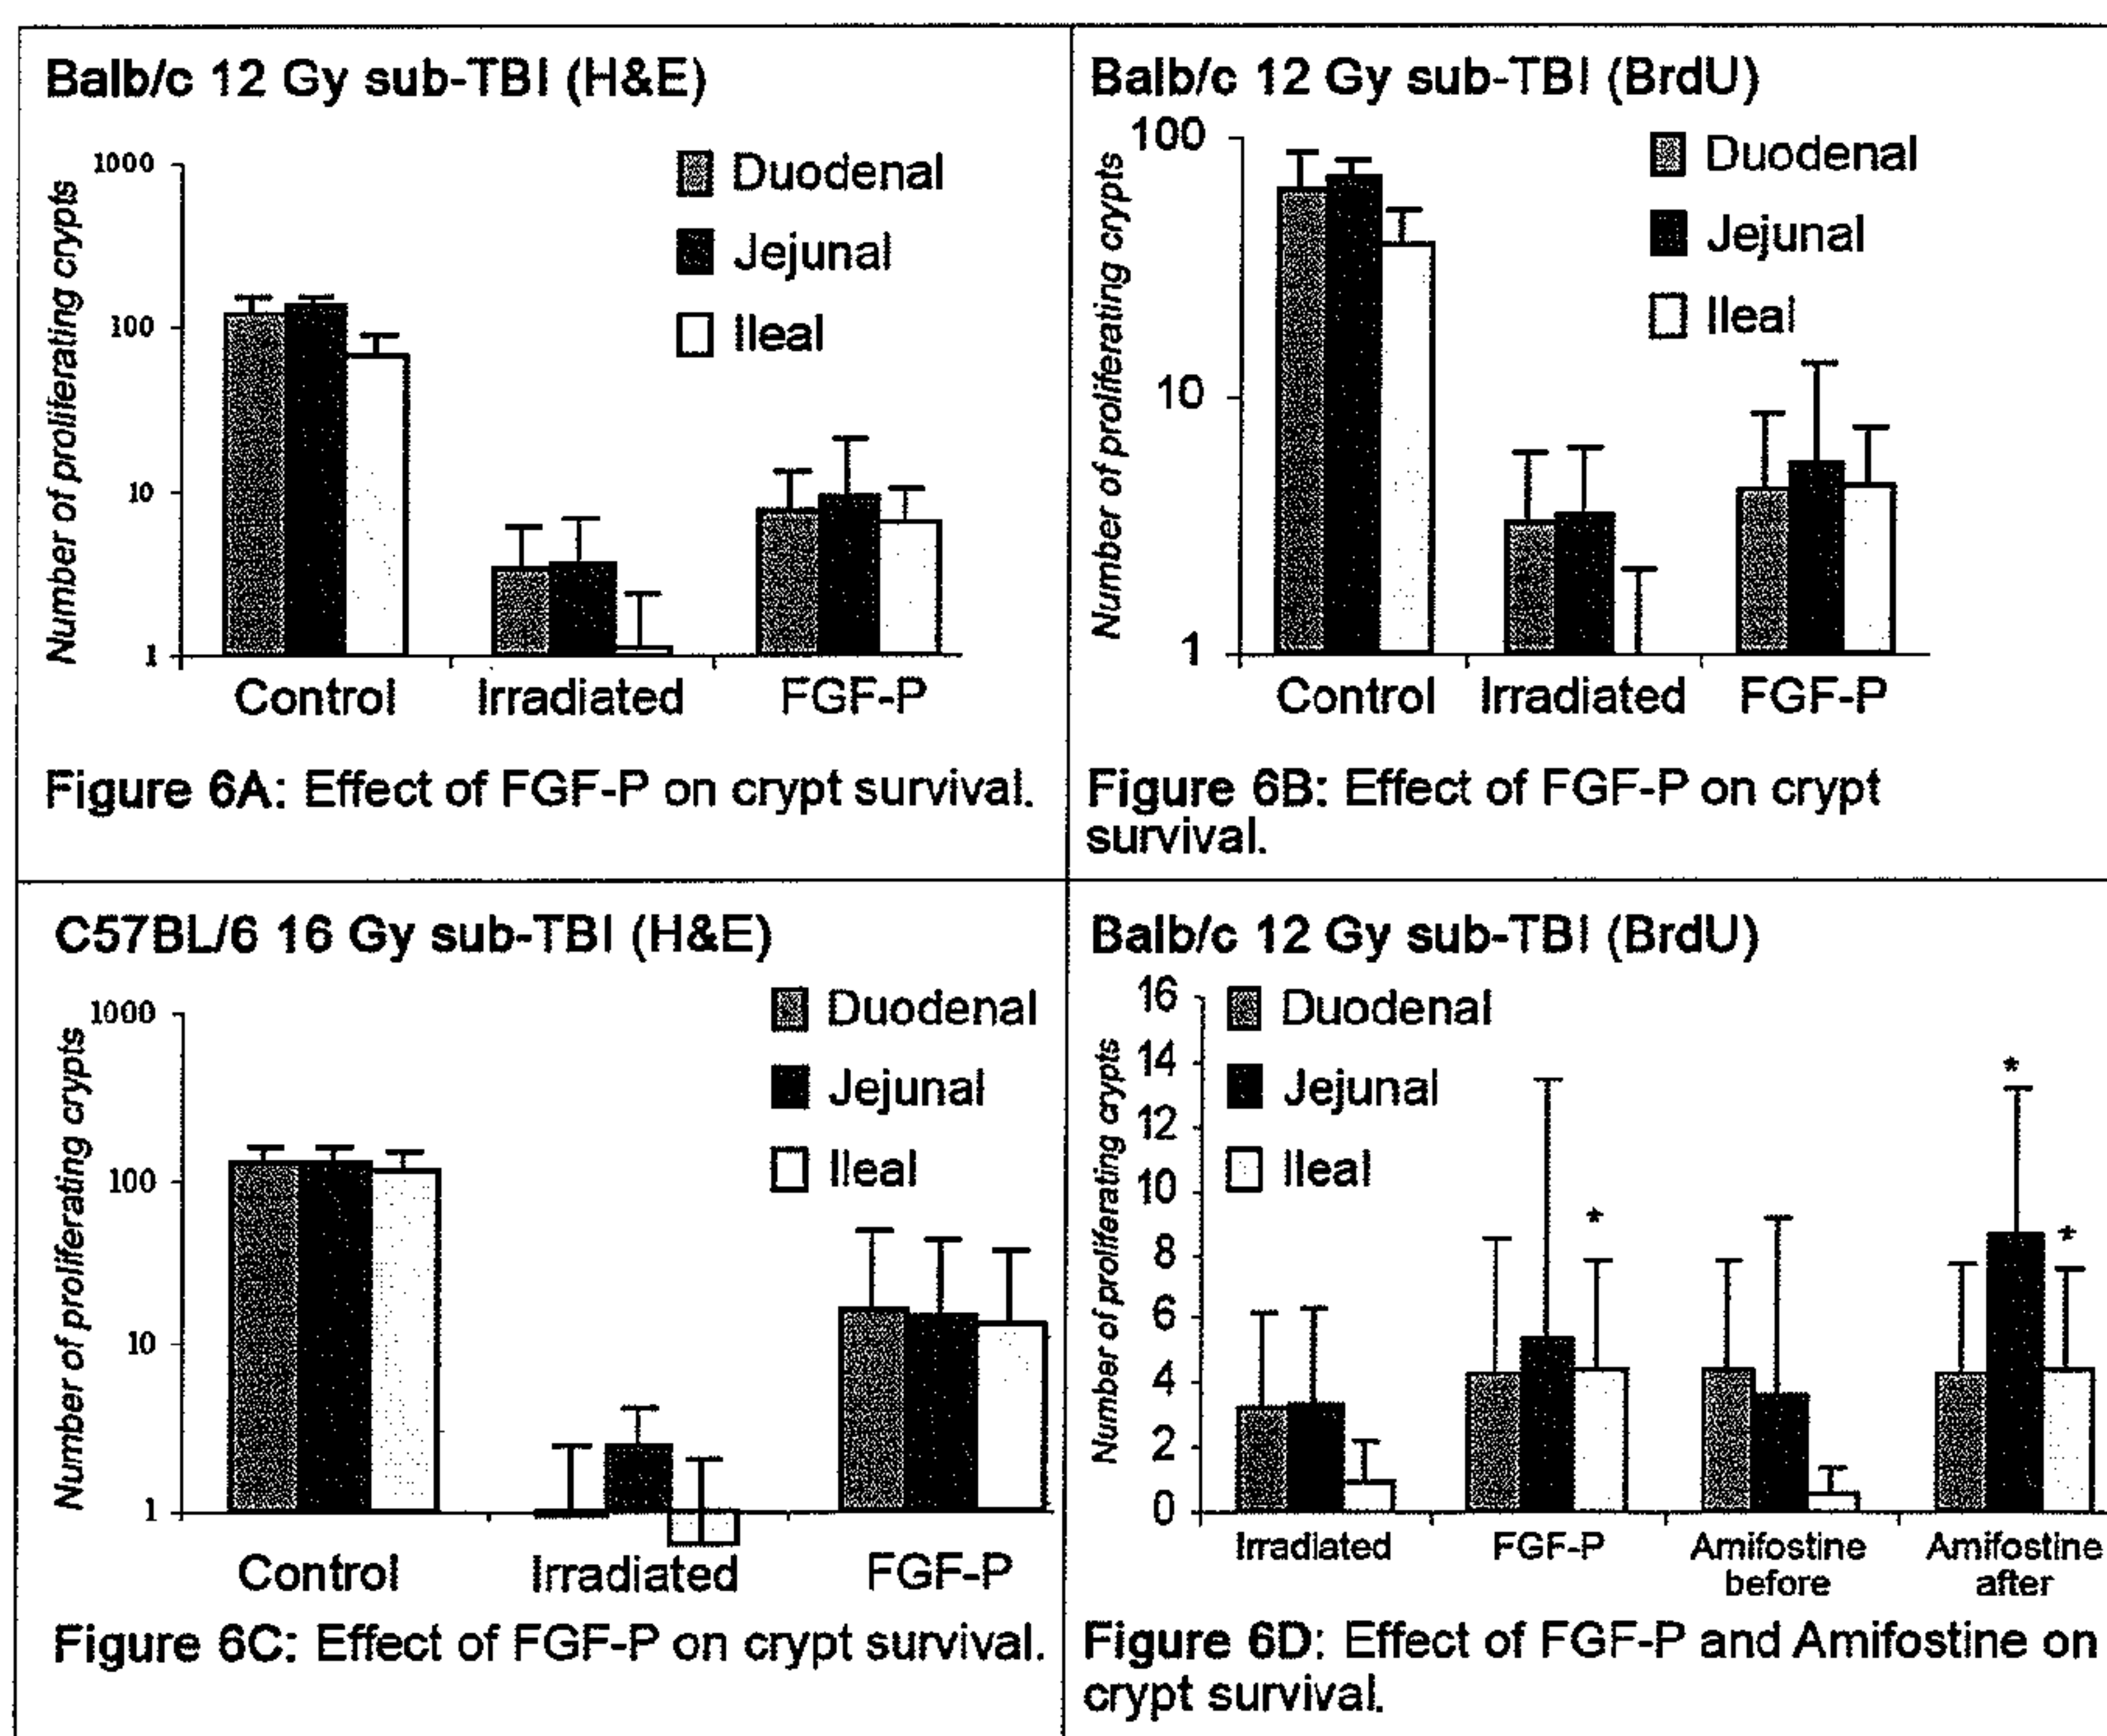 Balb/c 12 Gy sub-TBI (H&E)
Number of proliferating crypts
1000
100
10
1
Duodenal
Jejunal
Ileal
Control
Irradiated
FGF-P
Figure 6A: Effect of FGF-P on crypt survival.
Balb/c 12 Gy sub-TBI (BrdU)
Number of proliferating crypts
100
10
1
Duodenal
Jejunal
Ileal
Control
Irradiated
FGF-P
Figure 6B: Effect of FGF-P on crypt
survival.
C57BL/6 16 Gy sub-TBI (H&E)
Number of proliferating crypts
1000
100
10
1
Duodenal
Jejunal
Ileal
Control
Irradiated
FGF-P
Figure 6C: Effect of FGF-P on crypt survival.
Balb/c 12 Gy sub-TBI (BrdU)
Number of proliferating crypts
16
14
12
10
8
6
4
2
0
Duodenal
Jejunal
Ileal
*
*
*
Irradiated
FGF-P
Amifostine
before
Amifostine
after
Figure 6D: Effect of FGF-P and Amifostine on
crypt survival.